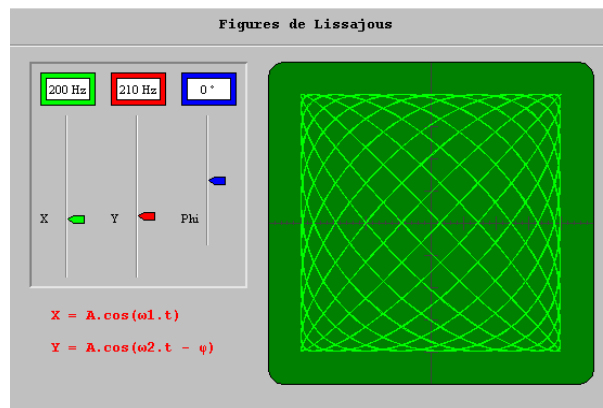 Figures de Lissajous
200 Hz 210 Hz 0 °
X Y Phi
X = A.cos(ω1.t)
Y = A.cos(ω2.t - φ)